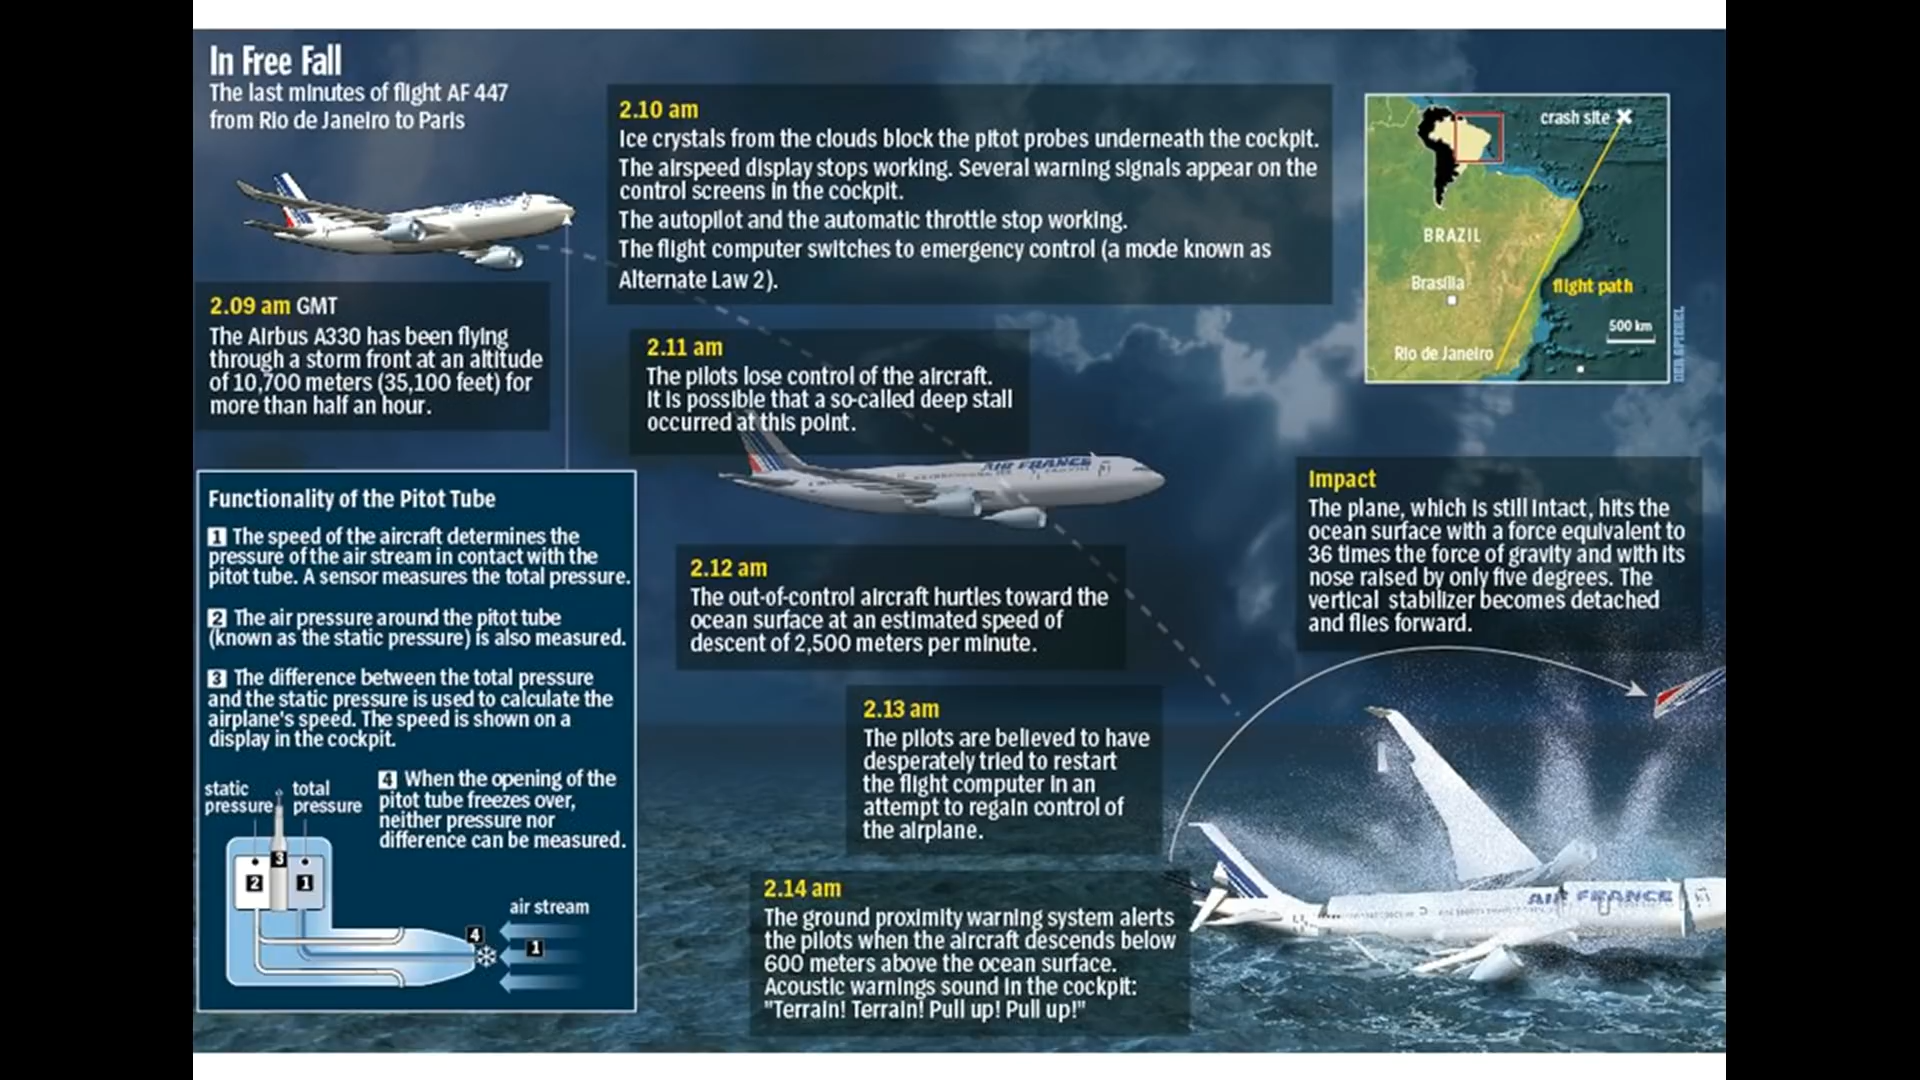 In Free Fall
The last minutes of flight AF 447
from Rio de Janeiro to Paris
2.09 am GMT
The Airbus A330 has been flying
through a storm front at an altitude
of 10,700 meters (35,100 feet) for
more than half an hour.
2.10 am
Ice crystals from the clouds block the pitot probes underneath the cockpit.
The airspeed display stops working. Several warning signals appear on the
control screens in the cockpit.
The autopilot and the automatic throttle stop working.
The flight computer switches to emergency control (a mode known as
Alternate Law 2).
crash site
BRAZIL
Brasília
flight path
500 km
Rio de Janeiro
DER SPIEGEL
2.11 am
The pilots lose control of the aircraft.
It is possible that a so-called deep stall
occurred at this point.
AIR FRANCE
2.12 am
The out-of-control aircraft hurtles toward the
ocean surface at an estimated speed of
descent of 2,500 meters per minute.
2.13 am
The pilots are believed to have
desperately tried to restart
the flight computer in an
attempt to regain control of
the airplane.
2.14 am
The ground proximity warning system alerts
the pilots when the aircraft descends below
600 meters above the ocean surface.
Acoustic warnings sound in the cockpit:
"Terrain! Terrain! Pull up! Pull up!"
Impact
The plane, which is still intact, hits the
ocean surface with a force equivalent to
36 times the force of gravity and with its
nose raised by only five degrees. The
vertical stabilizer becomes detached
and flies forward.
AIR FRANCE
Functionality of the Pitot Tube
1 The speed of the aircraft determines the
pressure of the air stream in contact with the
pitot tube. A sensor measures the total pressure.
2 The air pressure around the pitot tube
(known as the static pressure) is also measured.
3 The difference between the total pressure
and the static pressure is used to calculate the
airplane's speed. The speed is shown on a
display in the cockpit.
4 When the opening of the
pitot tube freezes over,
neither pressure nor
difference can be measured.
static
pressure
total
pressure
3
2
1
air stream
4
1